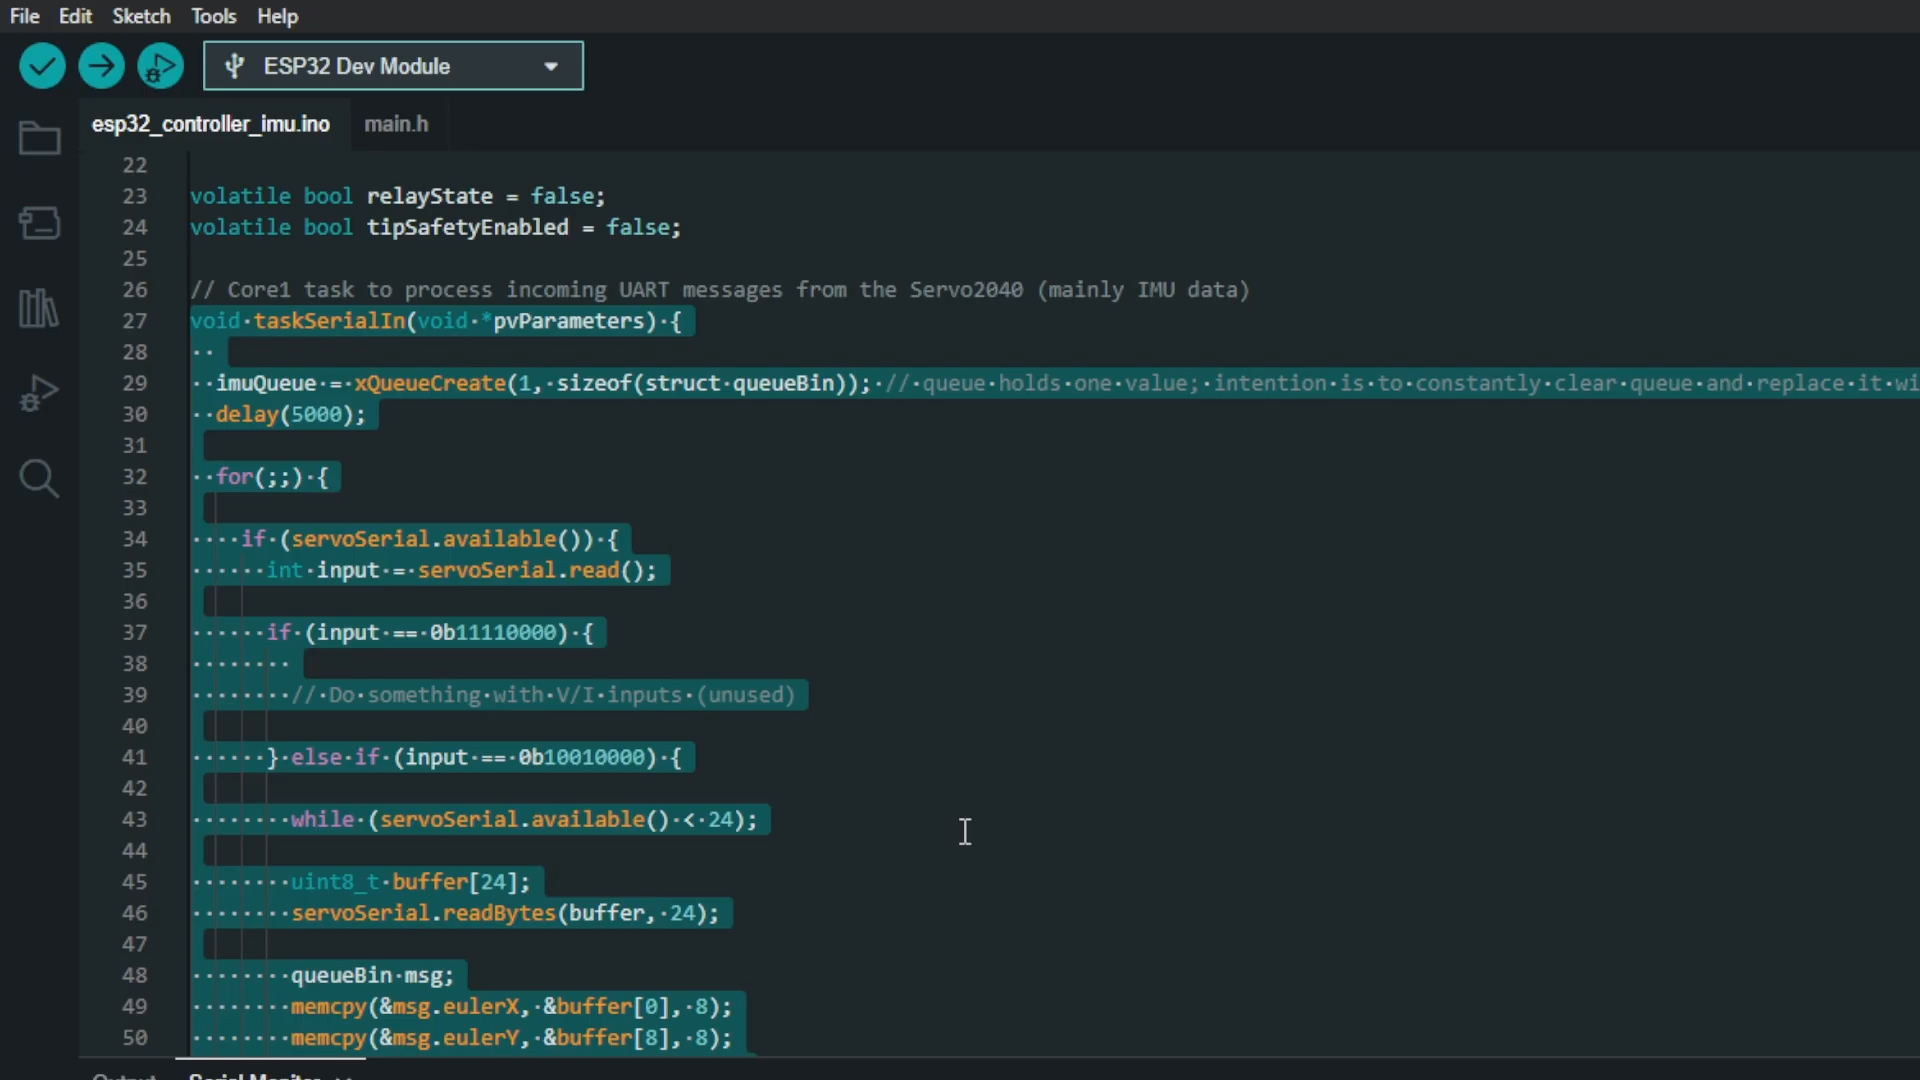 File Edit Sketch Tools Help
ESP32 Dev Module
esp32_controller_imu.ino main.h
22
23 volatile bool relayState = false;
24 volatile bool tipSafetyEnabled = false;
25
26 // Core1 task to process incoming UART messages from the Servo2040 (mainly IMU data)
27 void·taskSerialIn(void·*pvParameters)·{
28 ··
29 ··imuQueue·=·xQueueCreate(1,·sizeof(struct·queueBin));·//·queue·holds·one·value;·intention·is·to·constantly·clear·queue·and·replace·it·wi
30 ··delay(5000);
31
32 ··for(;;)·{
33
34 ····if·(servoSerial.available())·{
35 ······int·input·=·servoSerial.read();
36
37 ······if·(input·==·0b11110000)·{
38 ········
39 ········//·Do·something·with·V/I·inputs·(unused)
40
41 ······}·else·if·(input·==·0b10010000)·{
42
43 ········while·(servoSerial.available()·<·24);
44
45 ········uint8_t·buffer[24];
46 ········servoSerial.readBytes(buffer,·24);
47
48 ········queueBin·msg;
49 ········memcpy(&msg.eulerX,·&buffer[0],·8);
50 ········memcpy(&msg.eulerY,·&buffer[8],·8);
Output Serial Monitor